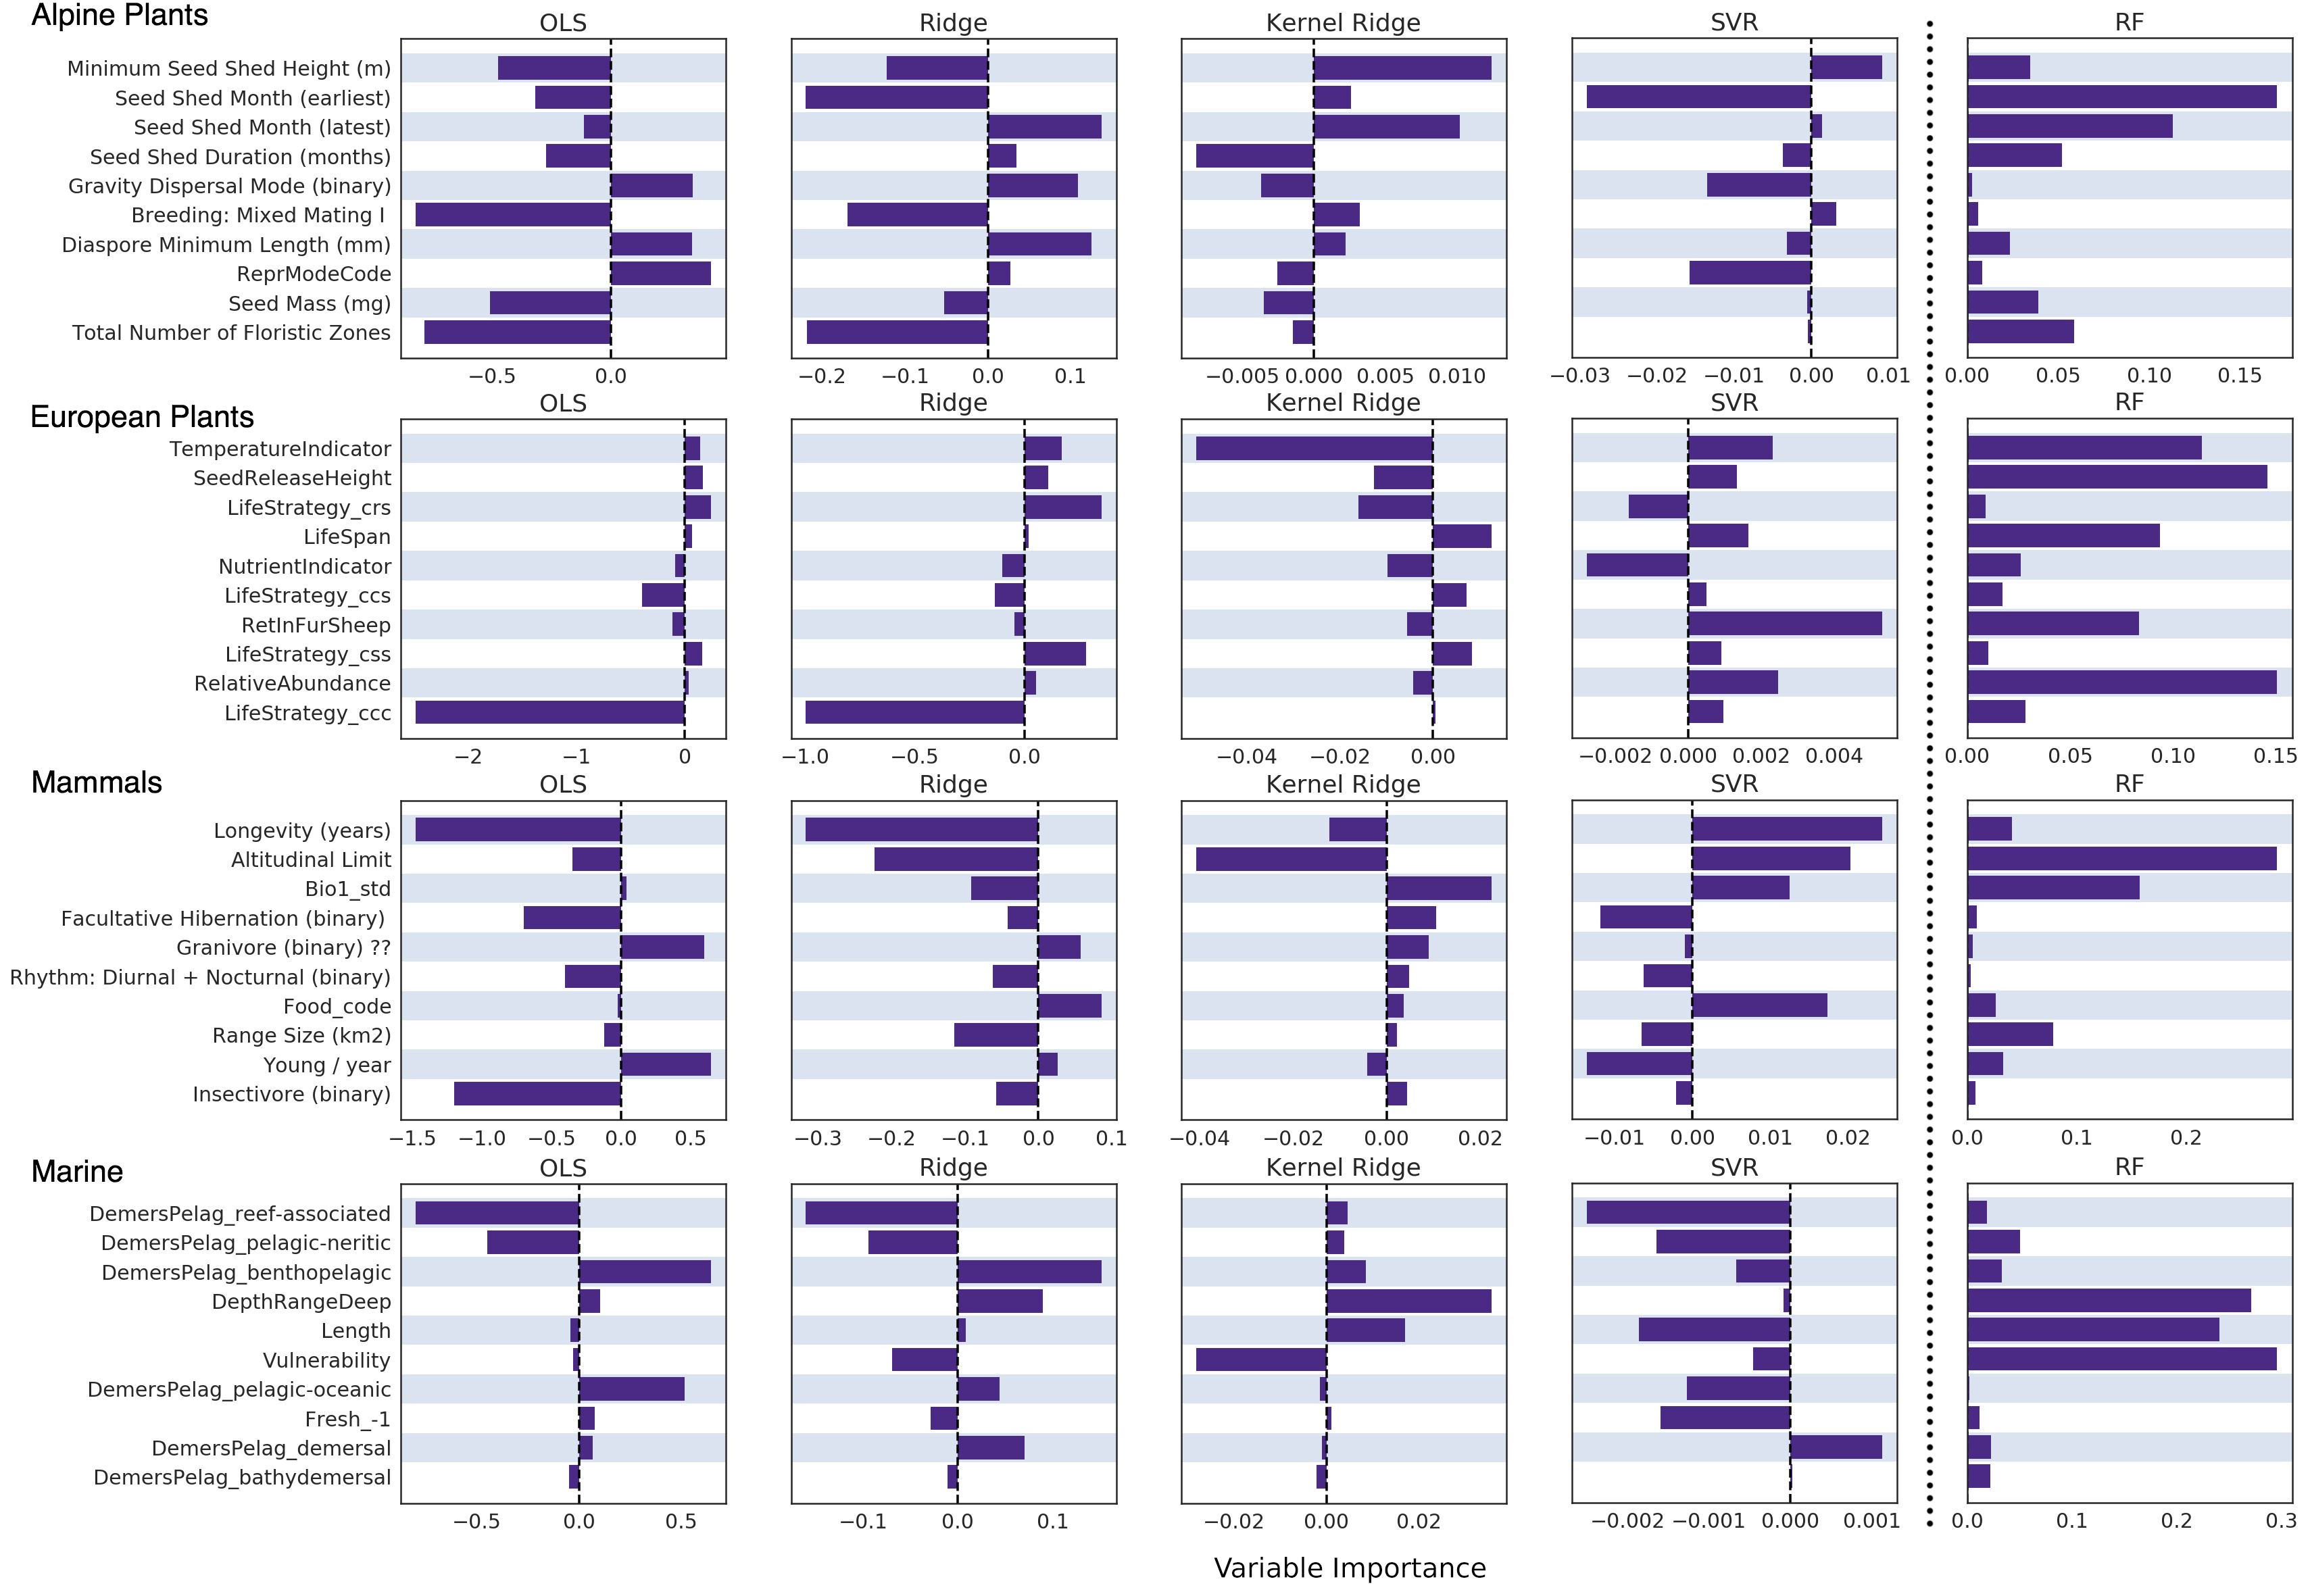 Alpine Plants
OLS Ridge Kernel Ridge SVR RF
Minimum Seed Shed Height (m)
Seed Shed Month (earliest)
Seed Shed Month (latest)
Seed Shed Duration (months)
Gravity Dispersal Mode (binary)
Breeding: Mixed Mating I
Diaspore Minimum Length (mm)
ReprModeCode
Seed Mass (mg)
Total Number of Floristic Zones
−0.5 0.0 −0.2 −0.1 0.0 0.1 −0.005 0.000 0.005 0.010 −0.03 −0.02 −0.01 0.00 0.01 0.00 0.05 0.10 0.15
European Plants
OLS Ridge Kernel Ridge SVR RF
TemperatureIndicator
SeedReleaseHeight
LifeStrategy_crs
LifeSpan
NutrientIndicator
LifeStrategy_ccs
RetInFurSheep
LifeStrategy_css
RelativeAbundance
LifeStrategy_ccc
−2 −1 0 −1.0 −0.5 0.0 −0.04 −0.02 0.00 −0.002 0.000 0.002 0.004 0.00 0.05 0.10 0.15
Mammals
OLS Ridge Kernel Ridge SVR RF
Longevity (years)
Altitudinal Limit
Bio1_std
Facultative Hibernation (binary)
Granivore (binary) ??
Rhythm: Diurnal + Nocturnal (binary)
Food_code
Range Size (km2)
Young / year
Insectivore (binary)
−1.5 −1.0 −0.5 0.0 0.5 −0.3 −0.2 −0.1 0.0 0.1 −0.04 −0.02 0.00 0.02 −0.01 0.00 0.01 0.02 0.0 0.1 0.2
Marine
OLS Ridge Kernel Ridge SVR RF
DemersPelag_reef-associated
DemersPelag_pelagic-neritic
DemersPelag_benthopelagic
DepthRangeDeep
Length
Vulnerability
DemersPelag_pelagic-oceanic
Fresh_-1
DemersPelag_demersal
DemersPelag_bathydemersal
−0.5 0.0 0.5 −0.1 0.0 0.1 −0.02 0.00 0.02 −0.002 −0.001 0.000 0.001 0.0 0.1 0.2 0.3
Variable Importance